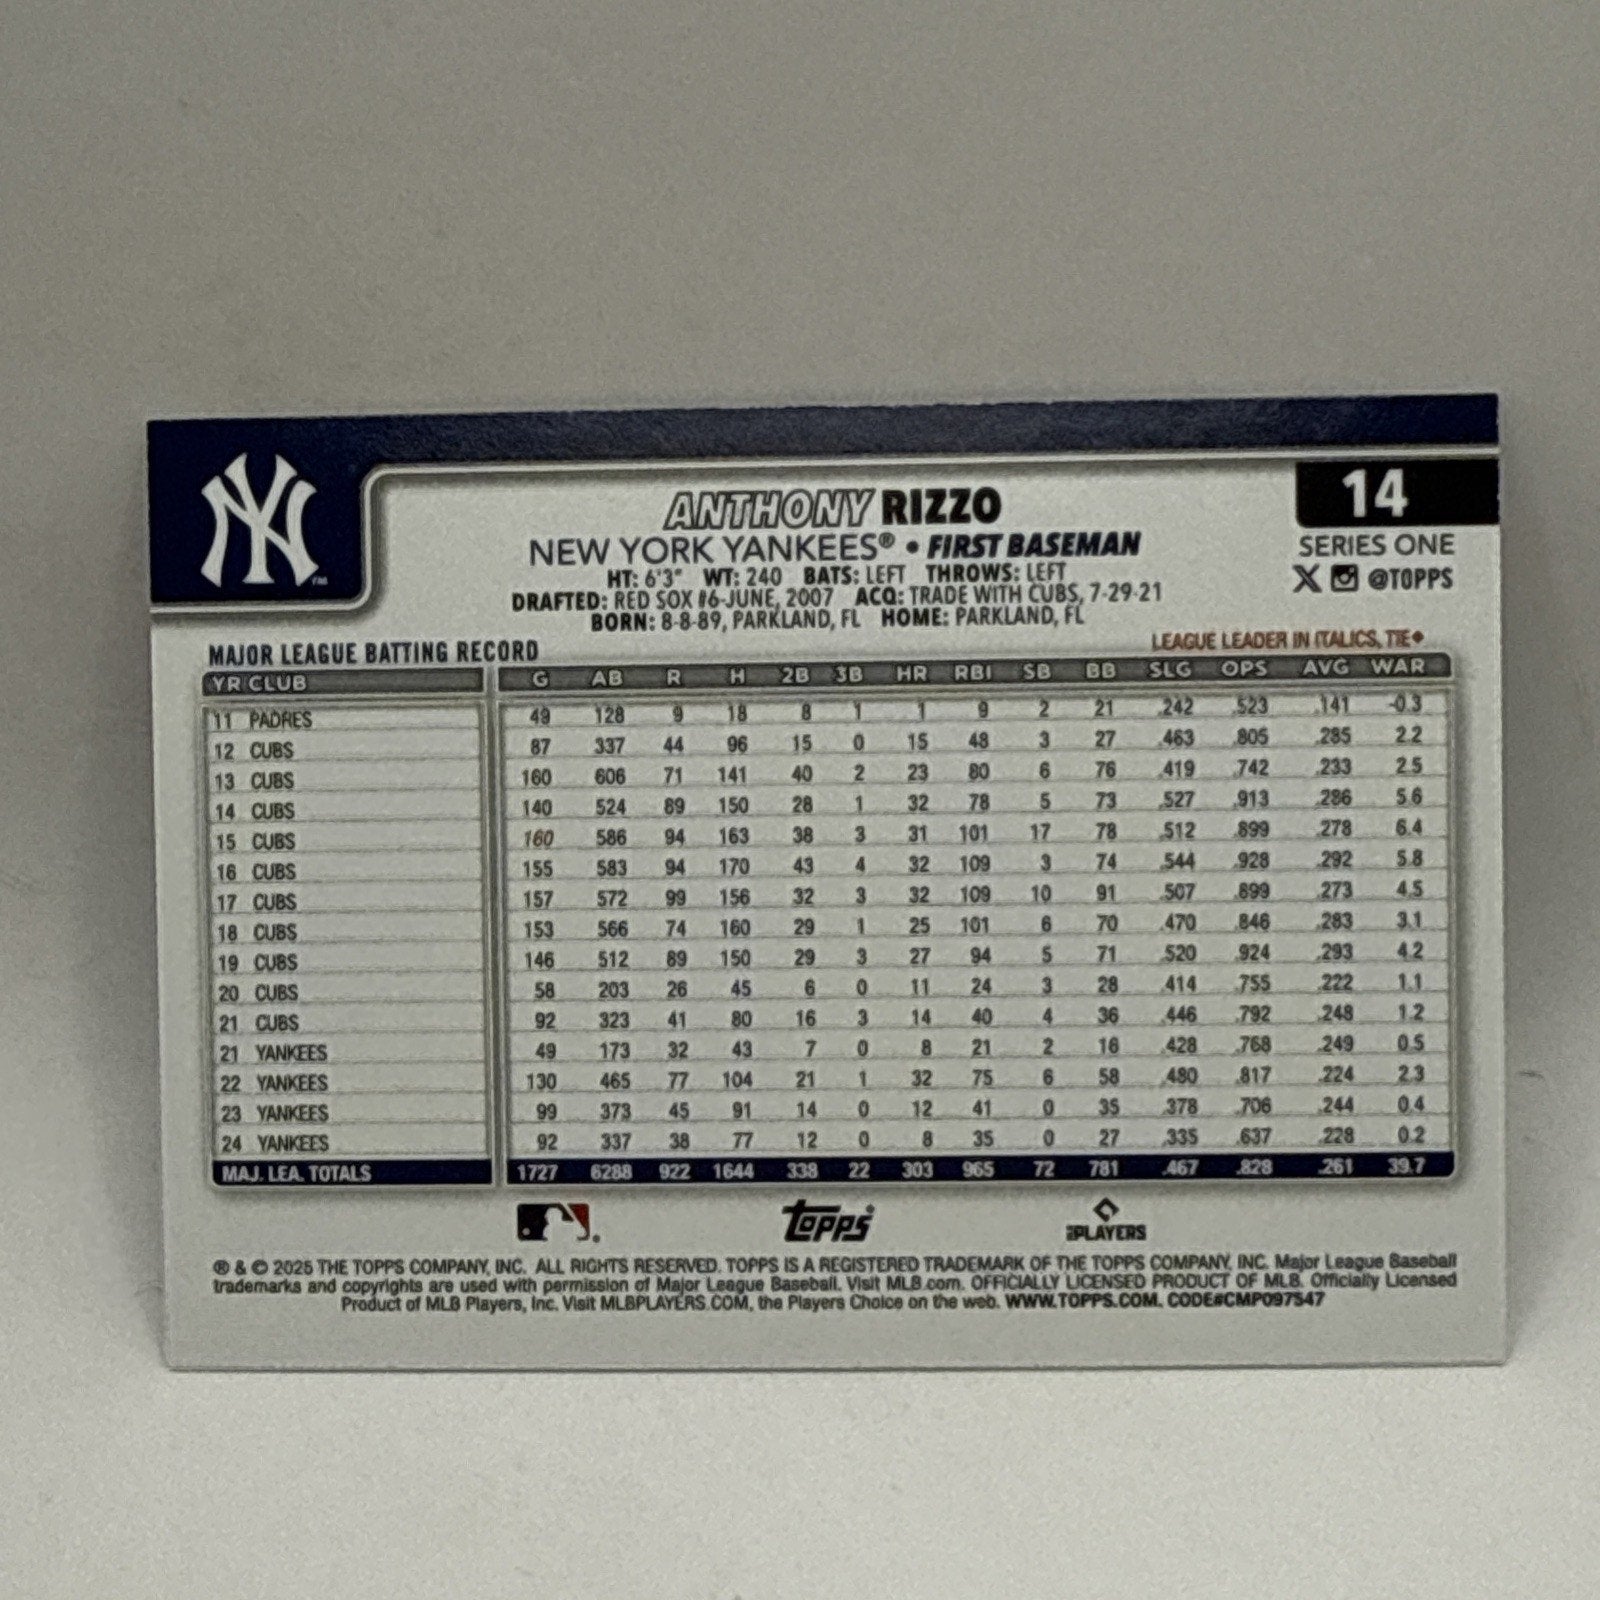 NY
TM
ANTHONY RIZZO
14
NEW YORK YANKEES® • FIRST BASEMAN
SERIES ONE
HT: 6'3" WT: 240 BATS: LEFT THROWS: LEFT
X @TOPPS
DRAFTED: RED SOX #6-JUNE, 2007 ACQ: TRADE WITH CUBS, 7-29-21
BORN: 8-8-89, PARKLAND, FL HOME: PARKLAND, FL
MAJOR LEAGUE BATTING RECORD
LEAGUE LEADER IN ITALICS, TIE♦
YR CLUB G AB R H 2B 3B HR RBI SB BB SLG OPS AVG WAR
11 PADRES 49 128 9 18 8 1 1 9 2 21 .242 .523 .141 -0.3
12 CUBS 87 337 44 96 15 0 15 48 3 27 .463 .805 .285 2.2
13 CUBS 160 606 71 141 40 2 23 80 6 76 .419 .742 .233 2.5
14 CUBS 140 524 89 150 28 1 32 78 5 73 .527 .913 .286 5.6
15 CUBS 160 586 94 163 38 3 31 101 17 78 .512 .899 .278 6.4
16 CUBS 155 583 94 170 43 4 32 109 3 74 .544 .928 .292 5.8
17 CUBS 157 572 99 156 32 3 32 109 10 91 .507 .899 .273 4.5
18 CUBS 153 566 74 160 29 1 25 101 6 70 .470 .846 .283 3.1
19 CUBS 146 512 89 150 29 3 27 94 5 71 .520 .924 .293 4.2
20 CUBS 58 203 26 45 6 0 11 24 3 28 .414 .755 .222 1.1
21 CUBS 92 323 41 80 16 3 14 40 4 36 .446 .792 .248 1.2
21 YANKEES 49 173 32 43 7 0 8 21 2 16 .428 .768 .249 0.5
22 YANKEES 130 465 77 104 21 1 32 75 6 58 .480 .817 .224 2.3
23 YANKEES 99 373 45 91 14 0 12 41 0 35 .378 .706 .244 0.4
24 YANKEES 92 337 38 77 12 0 8 35 0 27 .335 .637 .228 0.2
MAJ. LEA. TOTALS 1727 6288 922 1644 338 22 303 965 72 781 .467 .828 .261 39.7
topps
PLAYERS
® & © 2025 THE TOPPS COMPANY, INC. ALL RIGHTS RESERVED. TOPPS IS A REGISTERED TRADEMARK OF THE TOPPS COMPANY, INC. Major League Baseball
trademarks and copyrights are used with permission of Major League Baseball. Visit MLB.com. OFFICIALLY LICENSED PRODUCT OF MLB. Officially Licensed
Product of MLB Players, Inc. Visit MLBPLAYERS.COM, the Players Choice on the web. WWW.TOPPS.COM. CODE#CMP097547